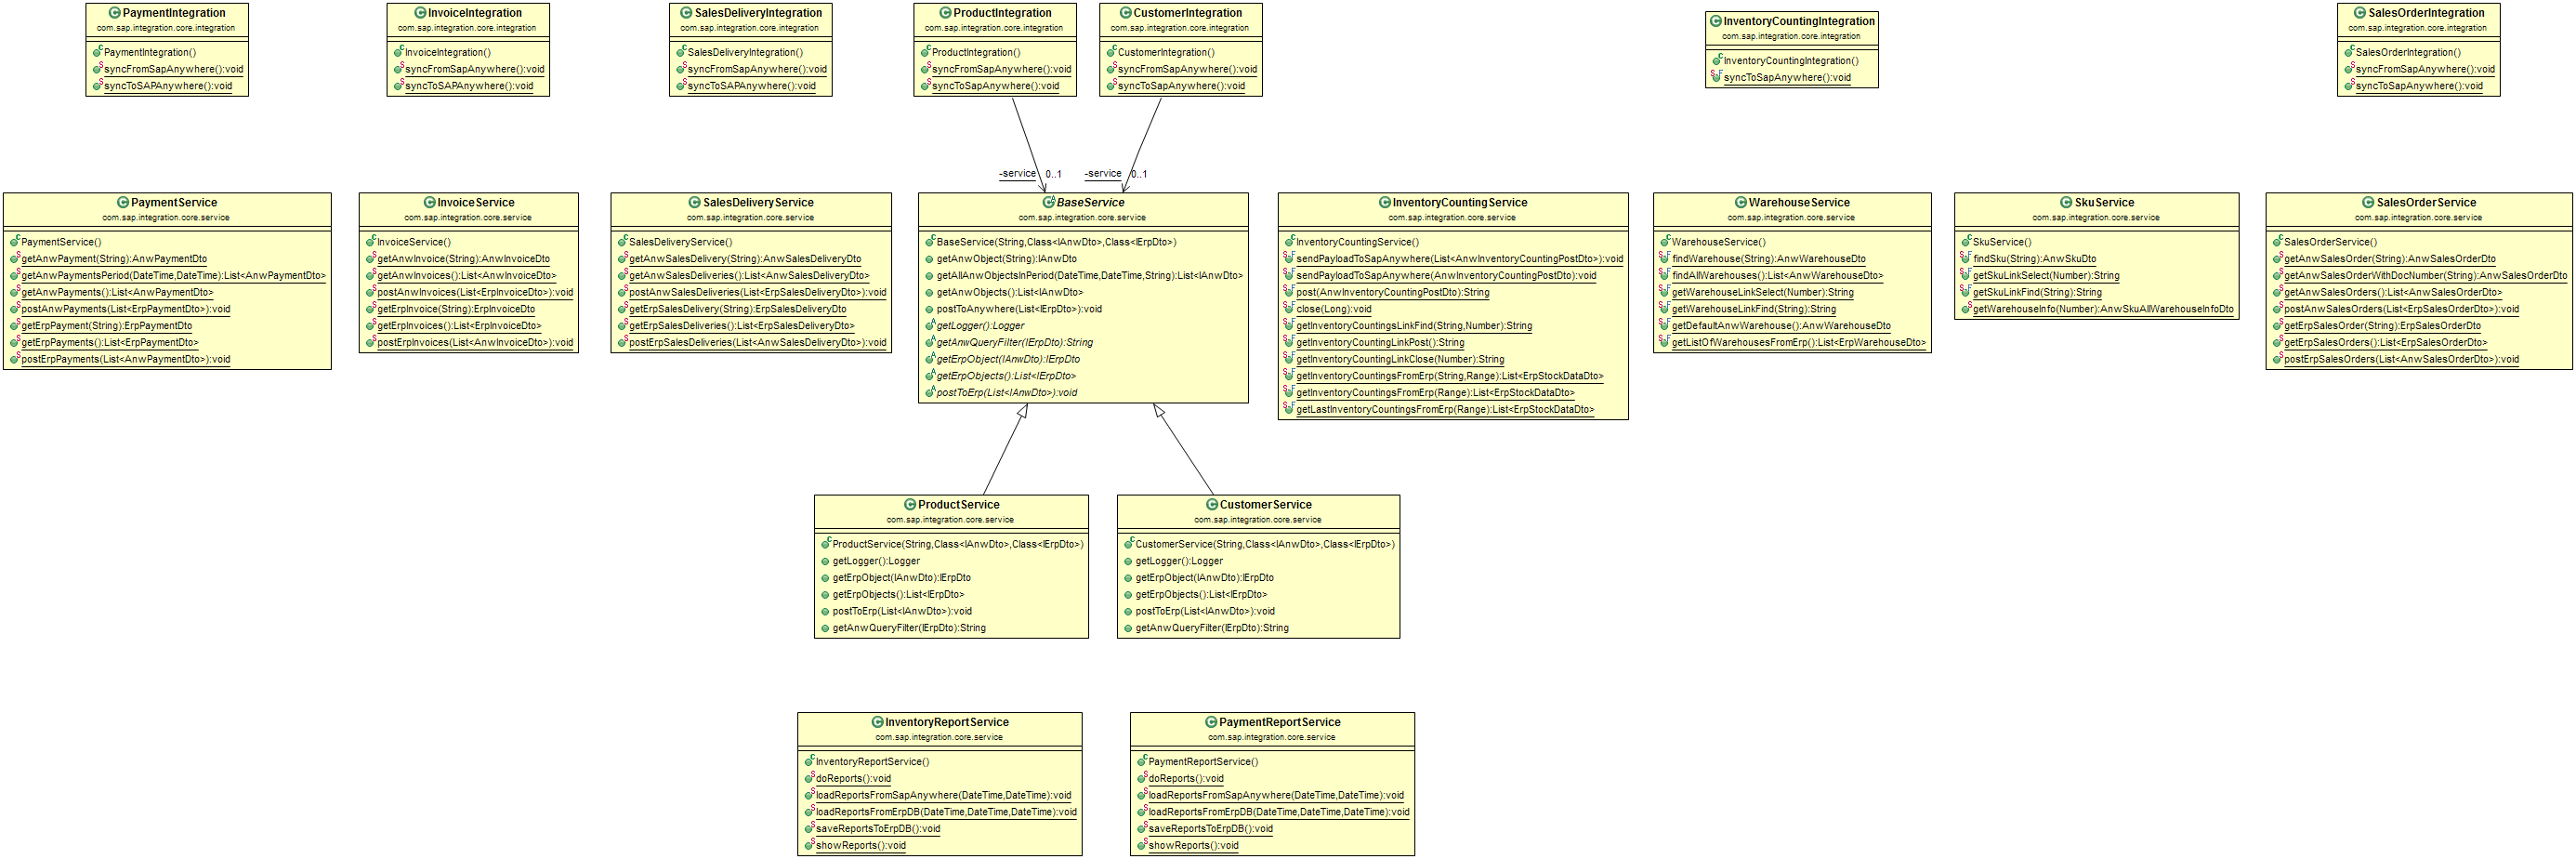 PaymentIntegration
com.sap.integration.core.integration
PaymentIntegration()
syncFromSapAnywhere():void
syncToSAPAnywhere():void
InvoiceIntegration
com.sap.integration.core.integration
InvoiceIntegration()
syncFromSapAnywhere():void
syncToSAPAnywhere():void
SalesDeliveryIntegration
com.sap.integration.core.integration
SalesDeliveryIntegration()
syncFromSapAnywhere():void
syncToSAPAnywhere():void
ProductIntegration
com.sap.integration.core.integration
ProductIntegration()
syncFromSapAnywhere():void
syncToSapAnywhere():void
CustomerIntegration
com.sap.integration.core.integration
CustomerIntegration()
syncFromSapAnywhere():void
syncToSapAnywhere():void
InventoryCountingIntegration
com.sap.integration.core.integration
InventoryCountingIntegration()
syncToSapAnywhere():void
SalesOrderIntegration
com.sap.integration.core.integration
SalesOrderIntegration()
syncFromSapAnywhere():void
syncToSapAnywhere():void
-service 0..1
-service 0..1
PaymentService
com.sap.integration.core.service
PaymentService()
getAnwPayment(String):AnwPaymentDto
getAnwPaymentsPeriod(DateTime,DateTime):List<AnwPaymentDto>
getAnwPayments():List<AnwPaymentDto>
postAnwPayments(List<ErpPaymentDto>):void
getErpPayment(String):ErpPaymentDto
getErpPayments():List<ErpPaymentDto>
postErpPayments(List<AnwPaymentDto>):void
InvoiceService
com.sap.integration.core.service
InvoiceService()
getAnwInvoice(String):AnwInvoiceDto
getAnwInvoices():List<AnwInvoiceDto>
postAnwInvoices(List<ErpInvoiceDto>):void
getErpInvoice(String):ErpInvoiceDto
getErpInvoices():List<ErpInvoiceDto>
postErpInvoices(List<AnwInvoiceDto>):void
SalesDeliveryService
com.sap.integration.core.service
SalesDeliveryService()
getAnwSalesDelivery(String):AnwSalesDeliveryDto
getAnwSalesDeliveries():List<AnwSalesDeliveryDto>
postAnwSalesDeliveries(List<ErpSalesDeliveryDto>):void
getErpSalesDelivery(String):ErpSalesDeliveryDto
getErpSalesDeliveries():List<ErpSalesDeliveryDto>
postErpSalesDeliveries(List<AnwSalesDeliveryDto>):void
BaseService
com.sap.integration.core.service
BaseService(String,Class<IAnwDto>,Class<IErpDto>)
getAnwObject(String):IAnwDto
getAllAnwObjectsInPeriod(DateTime,DateTime,String):List<IAnwDto>
getAnwObjects():List<IAnwDto>
postToAnywhere(List<IErpDto>):void
getLogger():Logger
getAnwQueryFilter(IErpDto):String
getErpObject(IAnwDto):IErpDto
getErpObjects():List<IErpDto>
postToErp(List<IAnwDto>):void
InventoryCountingService
com.sap.integration.core.service
InventoryCountingService()
sendPayloadToSapAnywhere(List<AnwInventoryCountingPostDto>):void
sendPayloadToSapAnywhere(AnwInventoryCountingPostDto):void
post(AnwInventoryCountingPostDto):String
close(Long):void
getInventoryCountingsLinkFind(String,Number):String
getInventoryCountingLinkPost():String
getInventoryCountingLinkClose(Number):String
getInventoryCountingsFromErp(String,Range):List<ErpStockDataDto>
getInventoryCountingsFromErp(Range):List<ErpStockDataDto>
getLastInventoryCountingsFromErp(Range):List<ErpStockDataDto>
WarehouseService
com.sap.integration.core.service
WarehouseService()
findWarehouse(String):AnwWarehouseDto
findAllWarehouses():List<AnwWarehouseDto>
getWarehouseLinkSelect(Number):String
getWarehouseLinkFind(String):String
getDefaultAnwWarehouse():AnwWarehouseDto
getListOfWarehousesFromErp():List<ErpWarehouseDto>
SkuService
com.sap.integration.core.service
SkuService()
findSku(String):AnwSkuDto
getSkuLinkSelect(Number):String
getSkuLinkFind(String):String
getWarehouseInfo(Number):AnwSkuAllWarehouseInfoDto
SalesOrderService
com.sap.integration.core.service
SalesOrderService()
getAnwSalesOrder(String):AnwSalesOrderDto
getAnwSalesOrderWithDocNumber(String):AnwSalesOrderDto
getAnwSalesOrders():List<AnwSalesOrderDto>
postAnwSalesOrders(List<ErpSalesOrderDto>):void
getErpSalesOrder(String):ErpSalesOrderDto
getErpSalesOrders():List<ErpSalesOrderDto>
postErpSalesOrders(List<AnwSalesOrderDto>):void
ProductService
com.sap.integration.core.service
ProductService(String,Class<IAnwDto>,Class<IErpDto>)
getLogger():Logger
getErpObject(IAnwDto):IErpDto
getErpObjects():List<IErpDto>
postToErp(List<IAnwDto>):void
getAnwQueryFilter(IErpDto):String
CustomerService
com.sap.integration.core.service
CustomerService(String,Class<IAnwDto>,Class<IErpDto>)
getLogger():Logger
getErpObject(IAnwDto):IErpDto
getErpObjects():List<IErpDto>
postToErp(List<IAnwDto>):void
getAnwQueryFilter(IErpDto):String
InventoryReportService
com.sap.integration.core.service
InventoryReportService()
doReports():void
loadReportsFromSapAnywhere(DateTime,DateTime):void
loadReportsFromErpDB(DateTime,DateTime,DateTime):void
saveReportsToErpDB():void
showReports():void
PaymentReportService
com.sap.integration.core.service
PaymentReportService()
doReports():void
loadReportsFromSapAnywhere(DateTime,DateTime):void
loadReportsFromErpDB(DateTime,DateTime,DateTime):void
saveReportsToErpDB():void
showReports():void